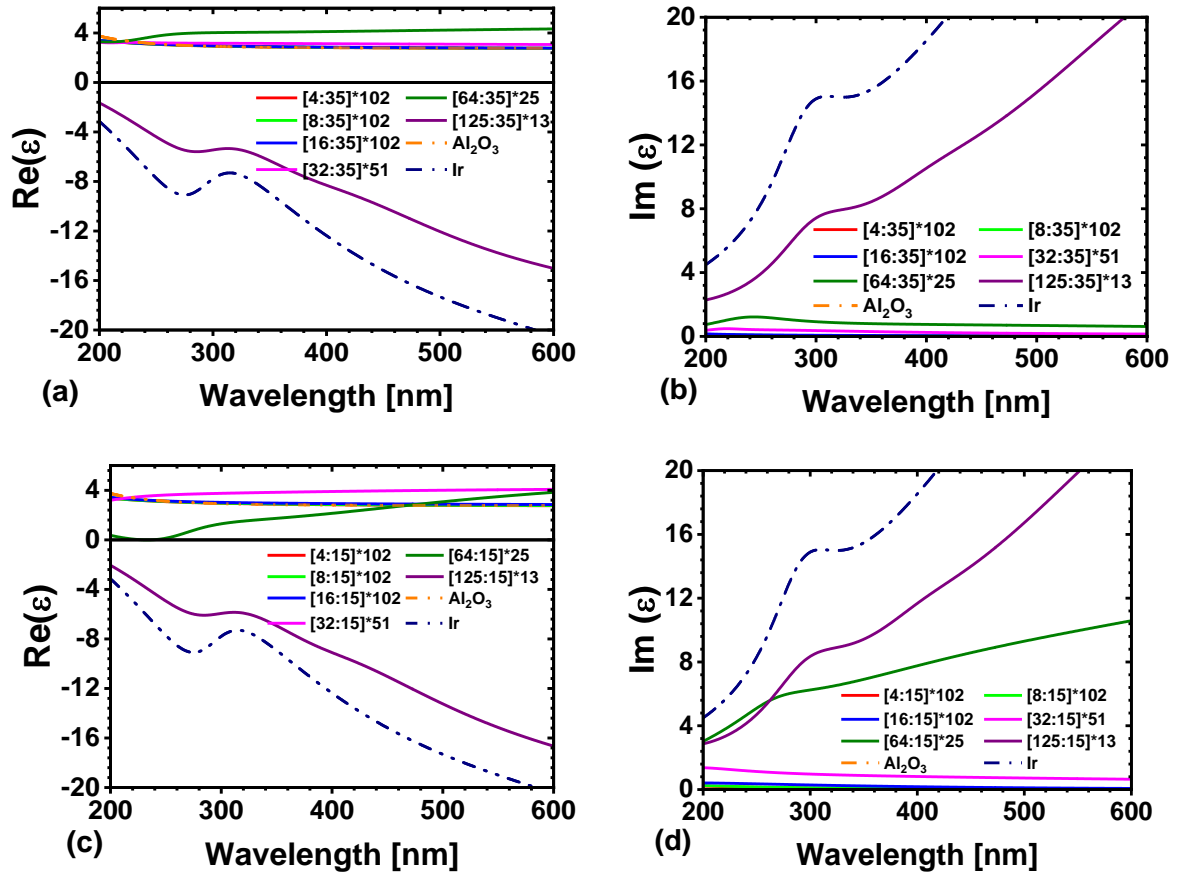 4
0
-4
-8
-12
-16
-20
Re(ε)
[4:35]*102
[8:35]*102
[16:35]*102
[32:35]*51
[64:35]*25
[125:35]*13
Al₂O₃
Ir
200 300 400 500 600
Wavelength [nm]
(a)
20
16
12
8
4
0
Im (ε)
[4:35]*102 [8:35]*102
[16:35]*102 [32:35]*51
[64:35]*25 [125:35]*13
Al₂O₃ Ir
200 300 400 500 600
Wavelength [nm]
(b)
4
0
-4
-8
-12
-16
-20
Re(ε)
[4:15]*102
[8:15]*102
[16:15]*102
[32:15]*51
[64:15]*25
[125:15]*13
Al₂O₃
Ir
200 300 400 500 600
Wavelength [nm]
(c)
20
16
12
8
4
0
Im (ε)
[4:15]*102 [8:15]*102
[16:15]*102 [32:15]*51
[64:15]*25 [125:15]*13
Al₂O₃ Ir
200 300 400 500 600
Wavelength [nm]
(d)